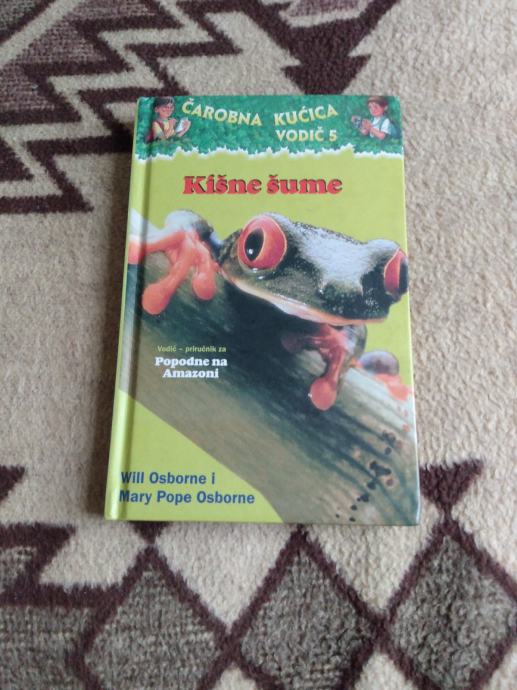 ČAROBNA KUĆICA
VODIČ 5
Kišne šume
Vodič – priručnik za
Popodne na
Amazoni
Will Osborne i
Mary Pope Osborne